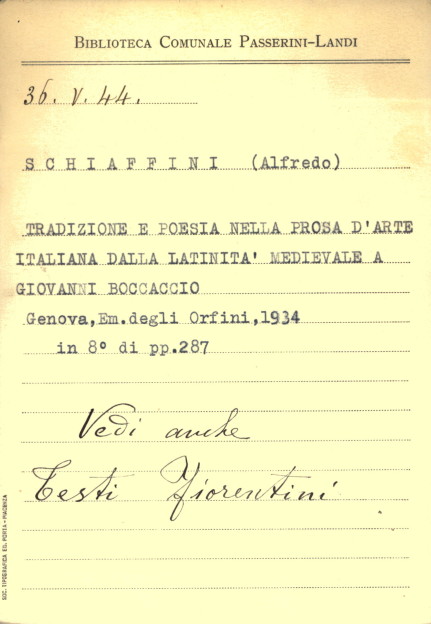 BIBLIOTECA COMUNALE PASSERINI-LANDI
36. V. 44.
SCHIAFFINI (Alfredo)
TRADIZIONE E POESIA NELLA PROSA D'ARTE
ITALIANA DALLA LATINITA' MEDIEVALE A
GIOVANNI BOCCACCIO
Genova,Em.degli Orfini,1934
in 8° di pp.287
Vedi anche
Testi Fiorentini
SOC. TIPOGRAFICA ED. PORTA - PIACENZA